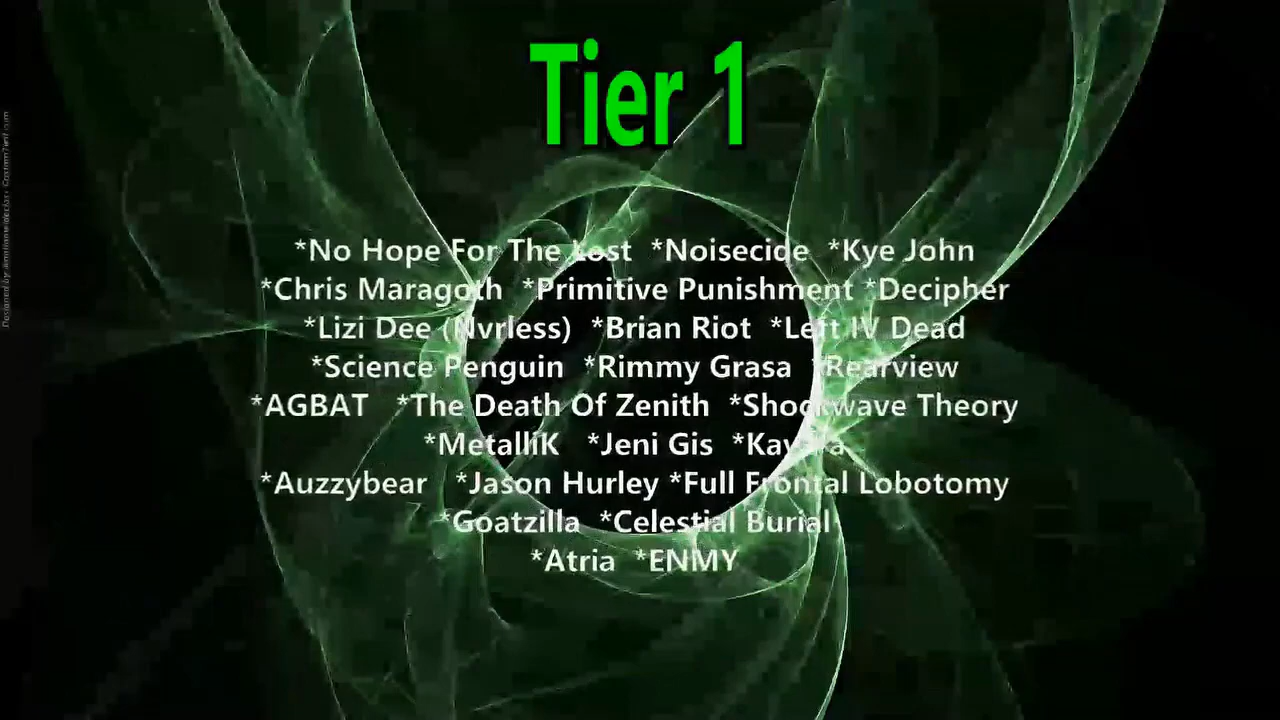 Tier 1
*No Hope For The Lost *Noisecide *Kye John
*Chris Maragoth *Primitive Punishment *Decipher
*Lizi Dee (Nvrless) *Brian Riot *Left IV Dead
*Science Penguin *Rimmy Grasa *Rearview
*AGBAT *The Death Of Zenith *Shockwave Theory
*MetalliK *Jeni Gis
*Auzzybear *Jason Hurley *Full Frontal Lobotomy
*Goatzilla *Celestial Burial
*Atria *ENMY
Designed by